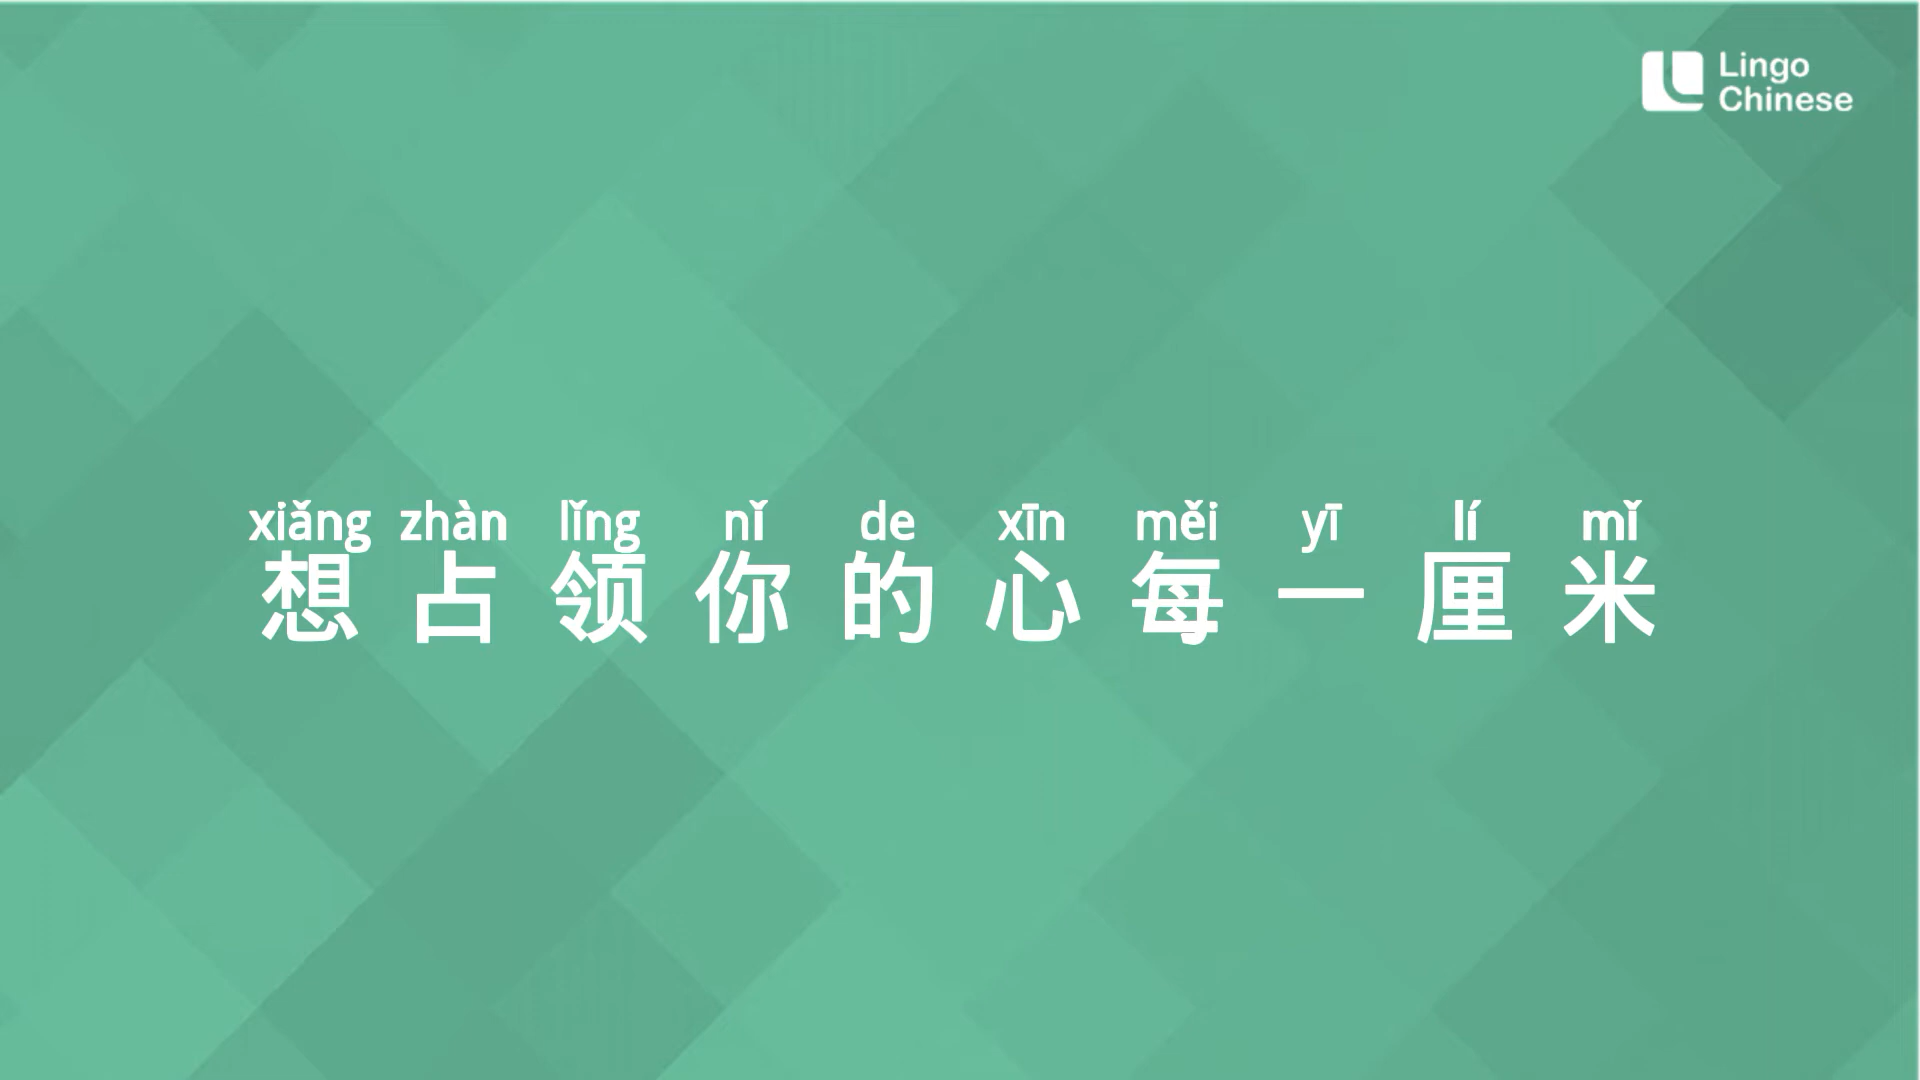 Lingo
Chinese
xiǎng zhàn lǐng nǐ de xīn měi yī lí mǐ
想占领你的心每一厘米